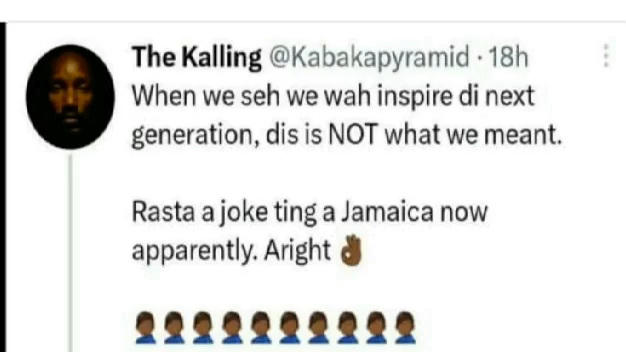 The Kalling @Kabakapyramid · 18h
When we seh we wah inspire di next
generation, dis is NOT what we meant.
Rasta a joke ting a Jamaica now
apparently. Aright 👌🏾
🤦🏾‍♂️🤦🏾‍♂️🤦🏾‍♂️🤦🏾‍♂️🤦🏾‍♂️🤦🏾‍♂️🤦🏾‍♂️🤦🏾‍♂️🤦🏾‍♂️🤦🏾‍♂️